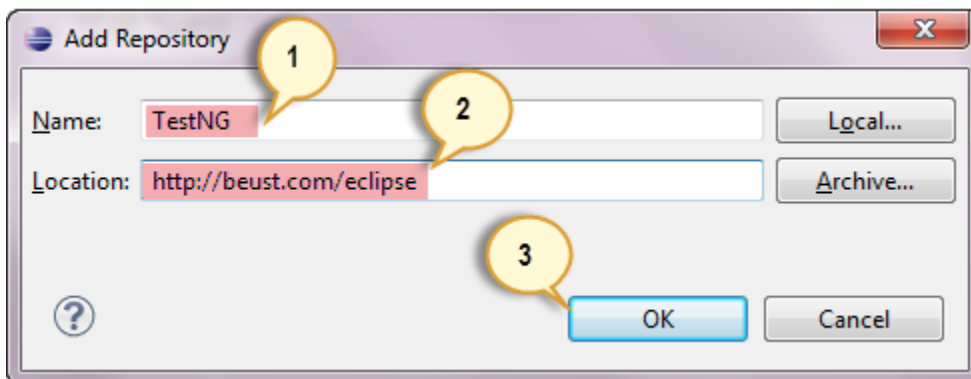 Add Repository
1
Name: TestNG Local...
2
Location: http://beust.com/eclipse Archive...
3
? OK Cancel